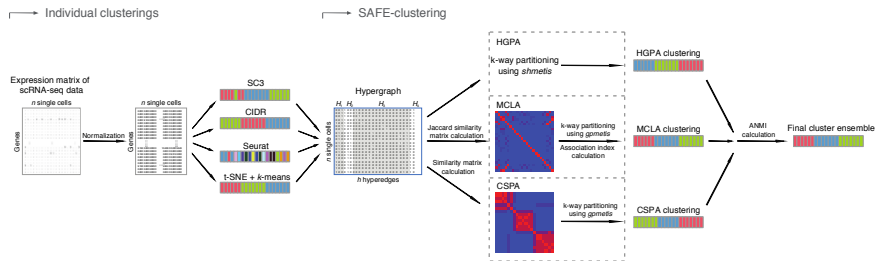 Individual clusterings
SAFE-clustering
Expression matrix of
scRNA-seq data
n single cells
Genes
Normalization
n single cells
Genes
SC3
CIDR
Seurat
t-SNE + k-means
Hypergraph
n single cells
h hyperedges
Jaccard similarity
matrix calculation
Similarity matrix
calculation
HGPA
k-way partitioning
using shmetis
MCLA
k-way partitioning
using gpmetis
Association index
calculation
CSPA
k-way partitioning
using gpmetis
HGPA clustering
MCLA clustering
CSPA clustering
ANMI
calculation
Final cluster ensemble